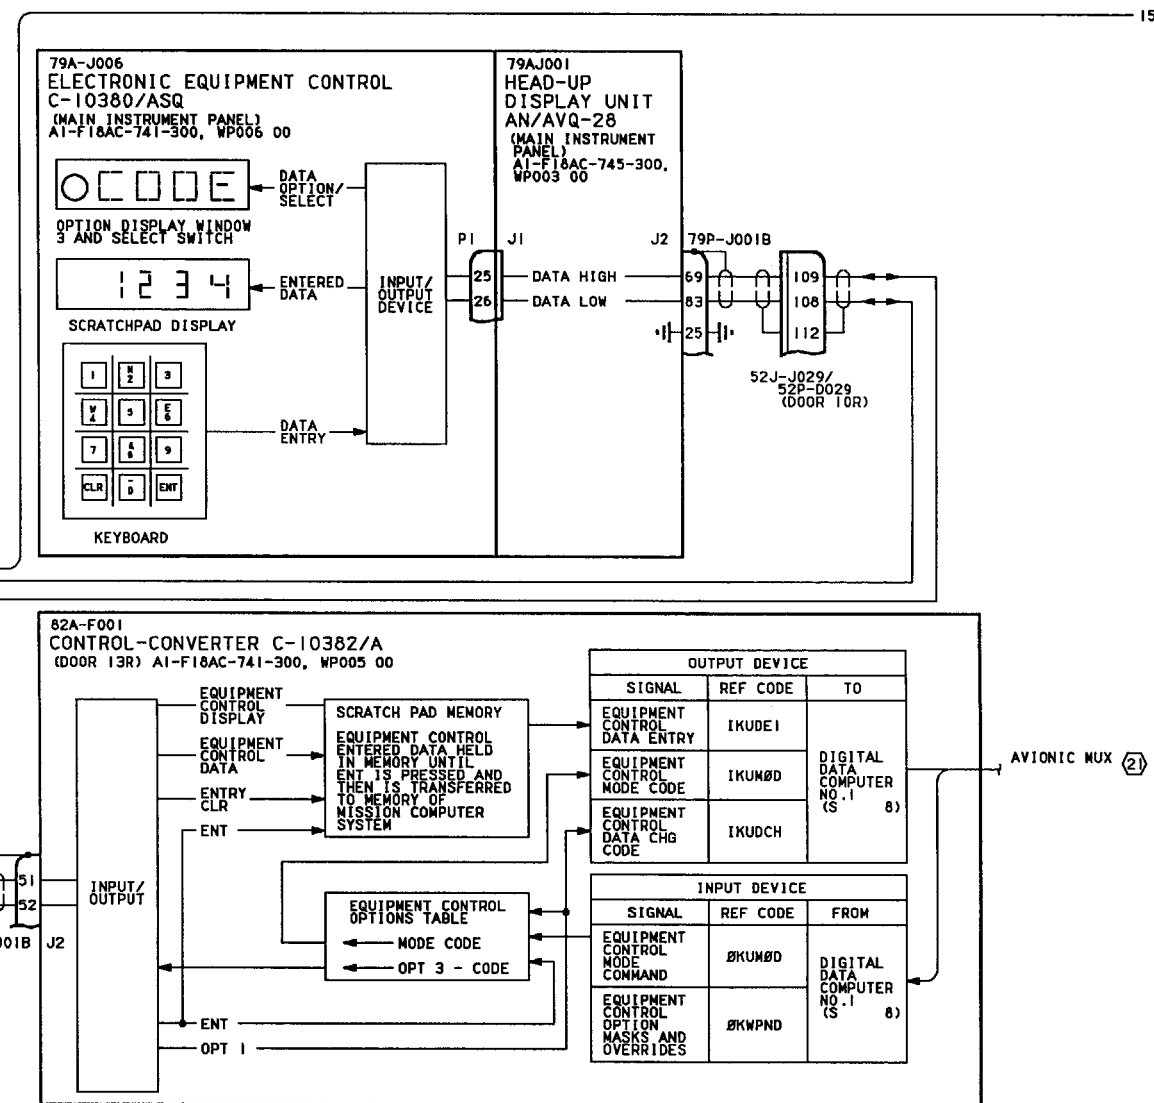 15
79A-J006
ELECTRONIC EQUIPMENT CONTROL
C-10380/ASQ
(MAIN INSTRUMENT PANEL)
A1-F18AC-741-300, WP006 00
79AJ001
HEAD-UP
DISPLAY UNIT
AN/AVQ-28
(MAIN INSTRUMENT
PANEL)
A1-F18AC-745-300,
WP003 00
CODE
DATA
OPTION/
SELECT
OPTION DISPLAY WINDOW
3 AND SELECT SWITCH
1234
ENTERED
DATA
SCRATCHPAD DISPLAY
INPUT/
OUTPUT
DEVICE
P1
J1
J2
79P-J001B
25
DATA HIGH
69
109
26
DATA LOW
83
108
25
112
52J-J029/
52P-D029
(DOOR 10R)
1
N
2
3
W
4
5
E
6
7
9
CLR
-
0
ENT
DATA
ENTRY
KEYBOARD
82A-F001
CONTROL-CONVERTER C-10382/A
(DOOR 13R) A1-F18AC-741-300, WP005 00
EQUIPMENT
CONTROL
DISPLAY
EQUIPMENT
CONTROL
DATA
ENTRY
CLR
ENT
SCRATCH PAD MEMORY
EQUIPMENT CONTROL
ENTERED DATA HELD
IN MEMORY UNTIL
ENT IS PRESSED AND
THEN IS TRANSFERRED
TO MEMORY OF
MISSION COMPUTER
SYSTEM
OUTPUT DEVICE
SIGNAL
REF CODE
TO
EQUIPMENT
CONTROL
DATA ENTRY
IKUDE1
EQUIPMENT
CONTROL
MODE CODE
IKUMØD
EQUIPMENT
CONTROL
DATA CHG
CODE
IKUDCH
DIGITAL
DATA
COMPUTER
NO.1
(S 8)
AVIONIC MUX 21
51
52
001B
J2
INPUT/
OUTPUT
EQUIPMENT CONTROL
OPTIONS TABLE
MODE CODE
OPT 3 - CODE
ENT
OPT 1
INPUT DEVICE
SIGNAL
REF CODE
FROM
EQUIPMENT
CONTROL
MODE
COMMAND
ØKUMØD
EQUIPMENT
CONTROL
OPTION
MASKS AND
OVERRIDES
ØKWPND
DIGITAL
DATA
COMPUTER
NO.1
(S 8)